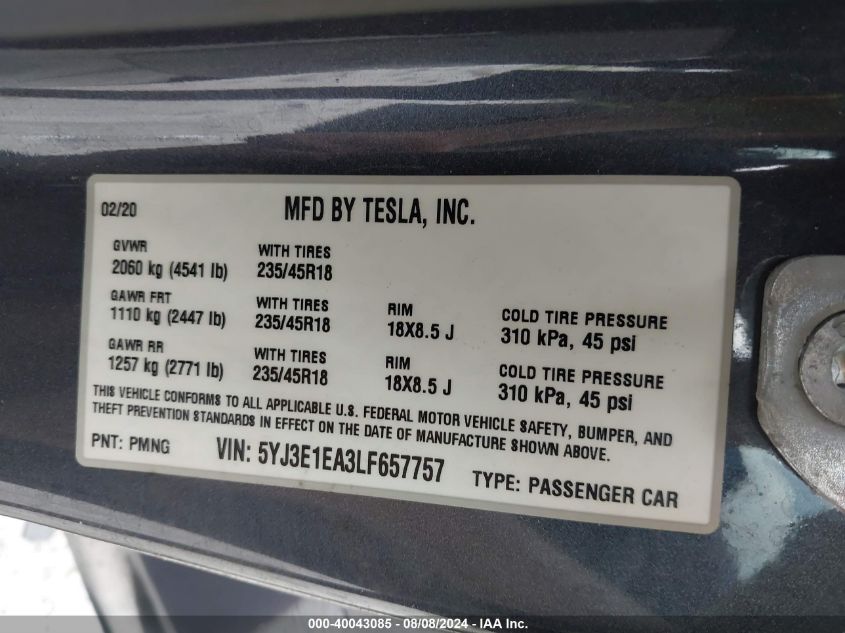 02/20 MFD BY TESLA, INC.
GVWR WITH TIRES
2060 kg (4541 lb) 235/45R18
GAWR FRT WITH TIRES RIM COLD TIRE PRESSURE
1110 kg (2447 lb) 235/45R18 18X8.5 J 310 kPa, 45 psi
GAWR RR WITH TIRES RIM COLD TIRE PRESSURE
1257 kg (2771 lb) 235/45R18 18X8.5 J 310 kPa, 45 psi
THIS VEHICLE CONFORMS TO ALL APPLICABLE U.S. FEDERAL MOTOR VEHICLE SAFETY, BUMPER, AND
THEFT PREVENTION STANDARDS IN EFFECT ON THE DATE OF MANUFACTURE SHOWN ABOVE.
PNT: PMNG VIN: 5YJ3E1EA3LF657757 TYPE: PASSENGER CAR
000-40043085 - 08/08/2024 - IAA Inc.